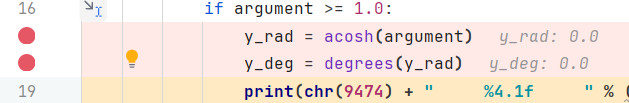 16 if argument >= 1.0:
y_rad = acosh(argument) y_rad: 0.0
y_deg = degrees(y_rad) y_deg: 0.0
19 print(chr(9474) + "      %4.1f      " % (